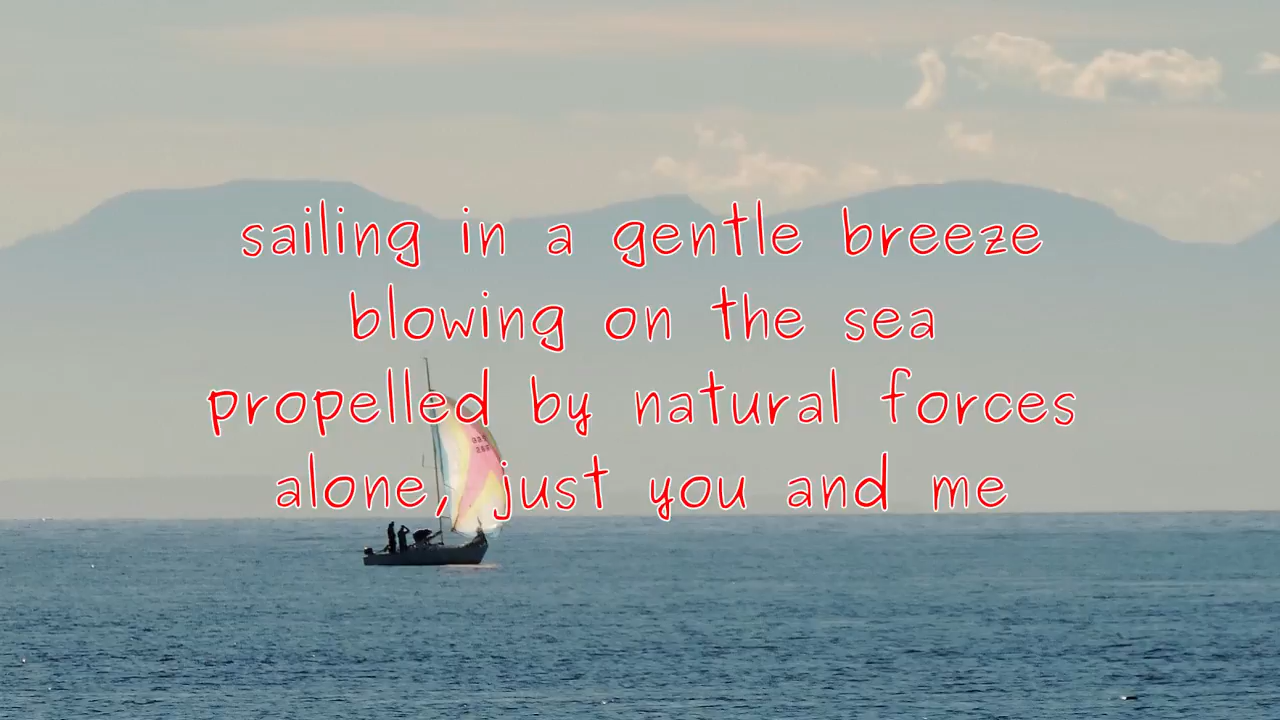 sailing in a gentle breeze
blowing on the sea
propelled by natural forces
alone, just you and me